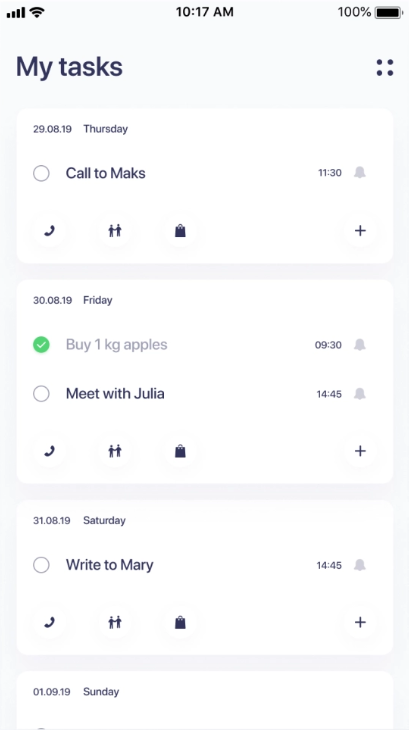 10:17 AM 100%
My tasks
29.08.19 Thursday
Call to Maks 11:30
30.08.19 Friday
Buy 1 kg apples 09:30
Meet with Julia 14:45
31.08.19 Saturday
Write to Mary 14:45
01.09.19 Sunday